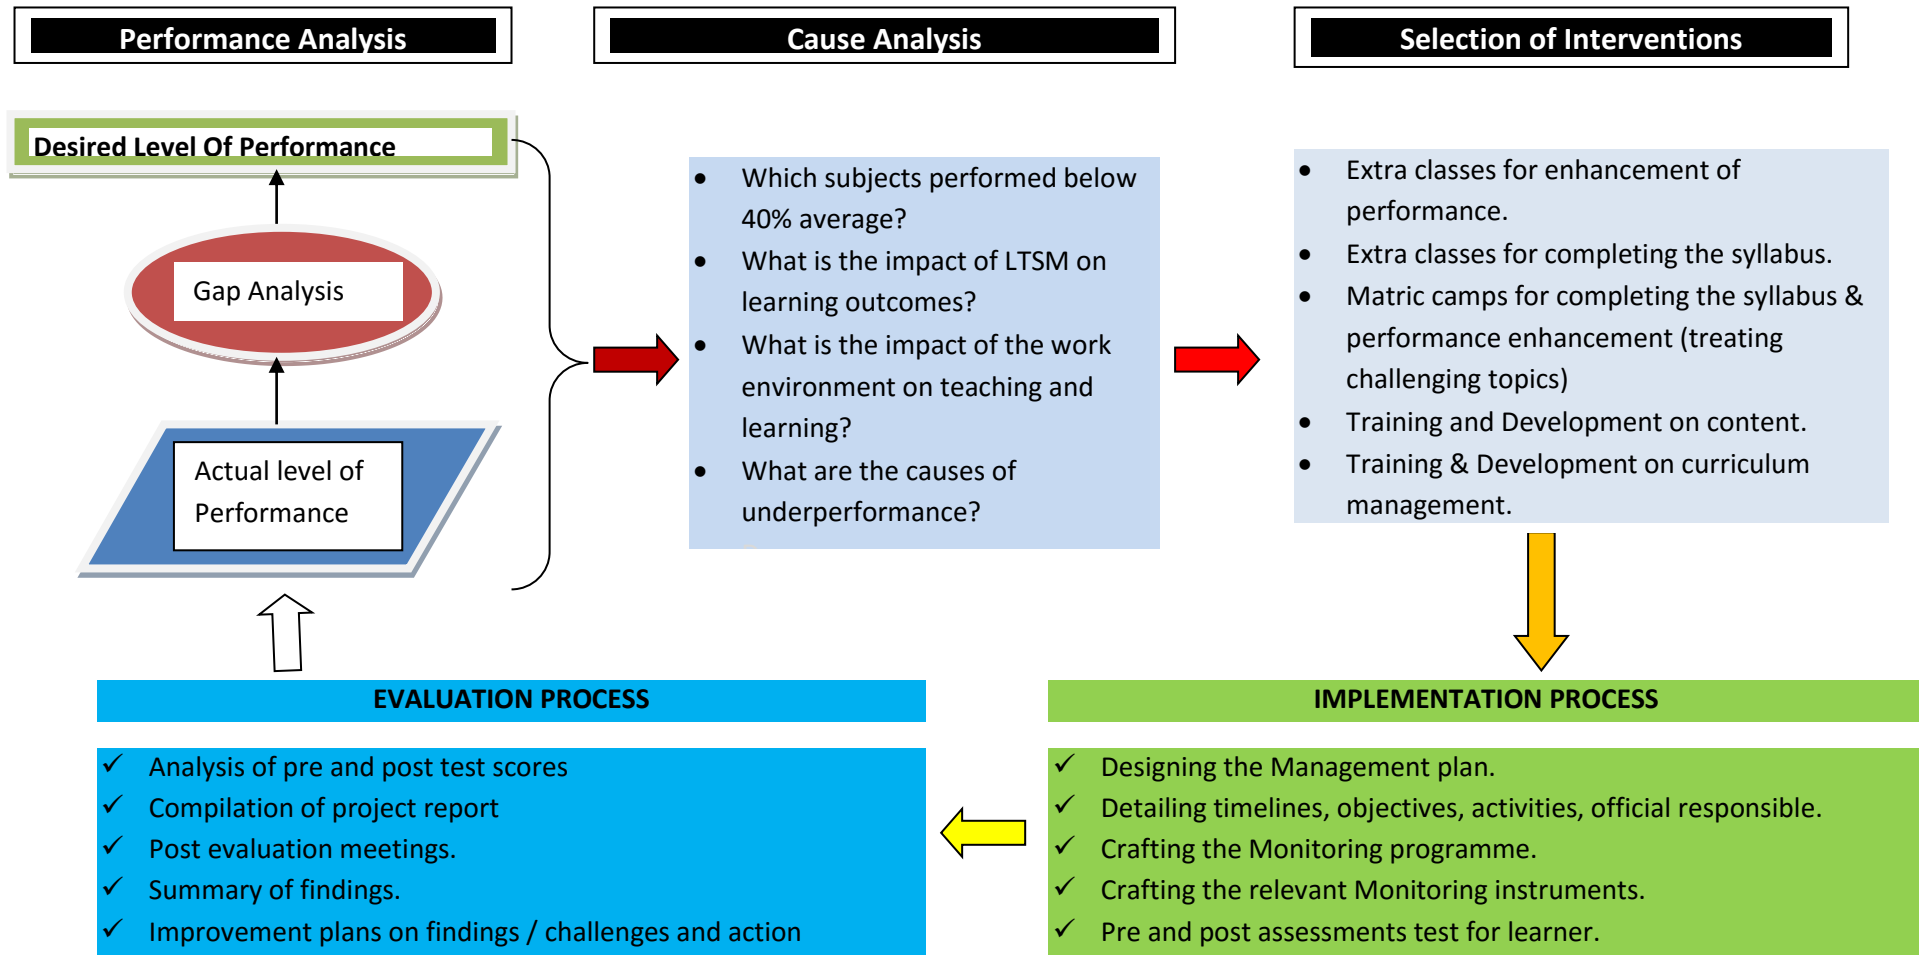 Performance Analysis
Cause Analysis
Selection of Interventions
Desired Level Of Performance
Gap Analysis
Actual level of
Performance
• Which subjects performed below
40% average?
• What is the impact of LTSM on
learning outcomes?
• What is the impact of the work
environment on teaching and
learning?
• What are the causes of
underperformance?
• Extra classes for enhancement of
performance.
• Extra classes for completing the syllabus.
• Matric camps for completing the syllabus &
performance enhancement (treating
challenging topics)
• Training and Development on content.
• Training & Development on curriculum
management.
EVALUATION PROCESS
✓ Analysis of pre and post test scores
✓ Compilation of project report
✓ Post evaluation meetings.
✓ Summary of findings.
✓ Improvement plans on findings / challenges and action
IMPLEMENTATION PROCESS
✓ Designing the Management plan.
✓ Detailing timelines, objectives, activities, official responsible.
✓ Crafting the Monitoring programme.
✓ Crafting the relevant Monitoring instruments.
✓ Pre and post assessments test for learner.